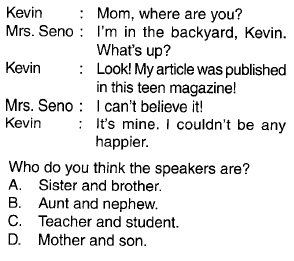 Kevin : Mom, where are you?
Mrs. Seno : I'm in the backyard, Kevin.
What's up?
Kevin : Look! My article was published
in this teen magazine!
Mrs. Seno : I can't believe it!
Kevin : It's mine. I couldn't be any
happier.
Who do you think the speakers are?
A. Sister and brother.
B. Aunt and nephew.
C. Teacher and student.
D. Mother and son.